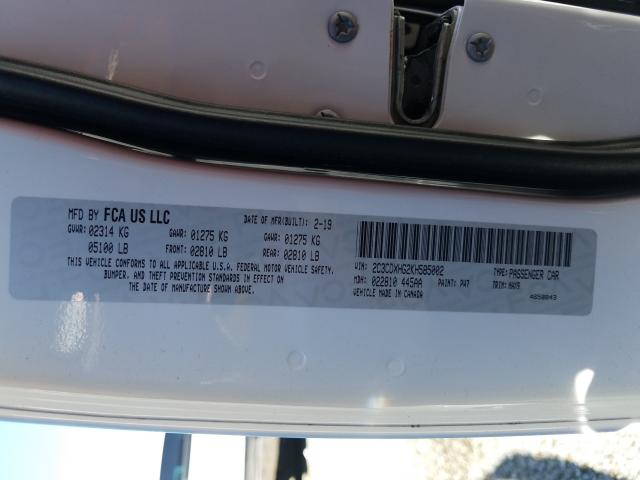 MFD BY FCA US LLC DATE OF MFR(BUILT): 2-19
GVWR: 02314 KG GAWR: 01275 KG GAWR: 01275 KG
05100 LB FRONT: 02810 LB REAR: 02810 LB
THIS VEHICLE CONFORMS TO ALL APPLICABLE U.S.A. FEDERAL MOTOR VEHICLE SAFETY,
BUMPER, AND THEFT PREVENTION STANDARDS IN EFFECT ON
THE DATE OF MANUFACTURE SHOWN ABOVE.
VIN: 2C3CDXHG2KH585002 TYPE: PASSENGER CAR
MDH: 022810 445AA PAINT: PW7 TRIM: HAX9
VEHICLE MADE IN CANADA 4650043